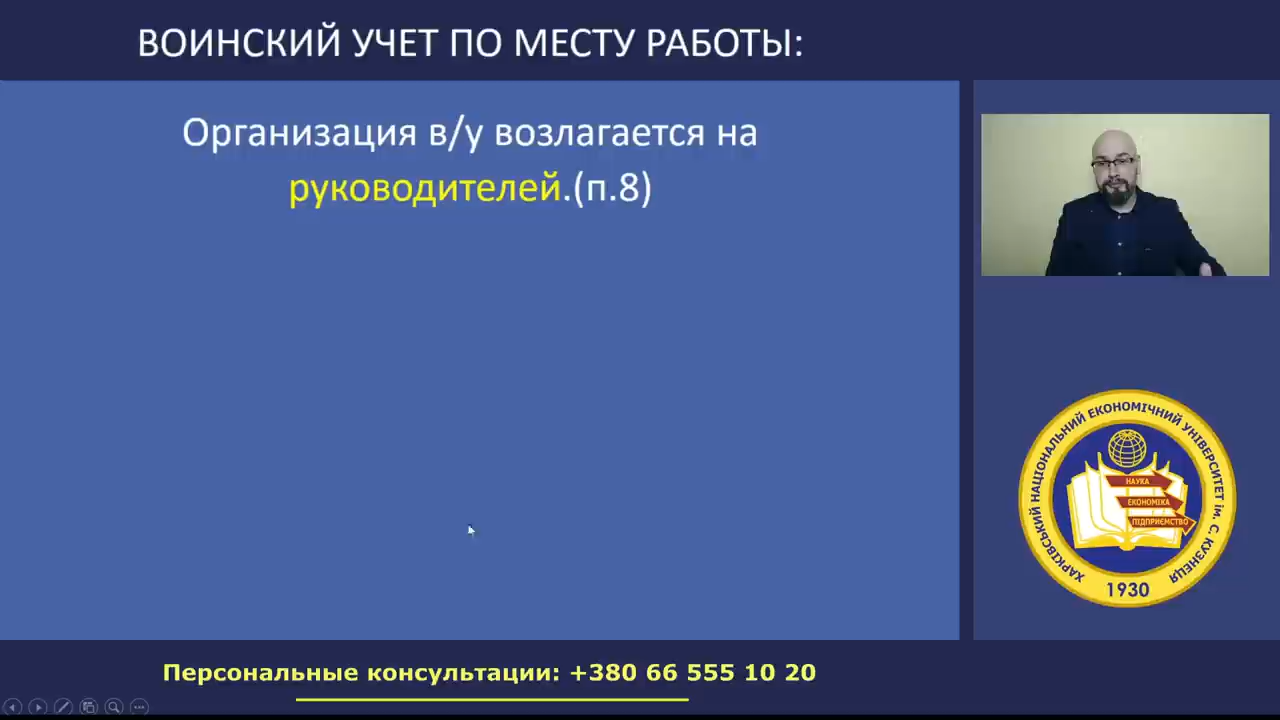 ВОИНСКИЙ УЧЕТ ПО МЕСТУ РАБОТЫ:
Организация в/у возлагается на
руководителей.(п.8)
ХАРКІВСЬКИЙ НАЦІОНАЛЬНИЙ ЕКОНОМІЧНИЙ УНІВЕРСИТЕТ ім. С. КУЗНЕЦЯ
НАУКА
ЕКОНОМІКА
ПІДПРИЄМСТВО
1930
Персональные консультации: +380 66 555 10 20